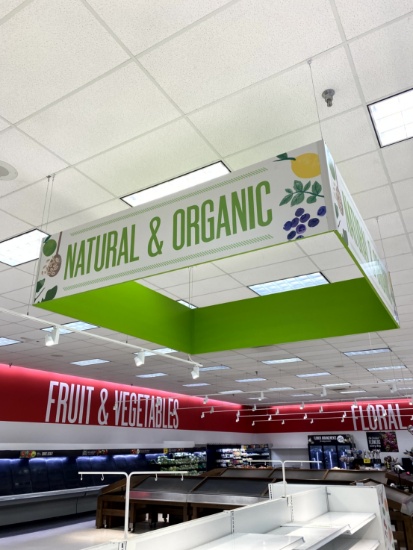 NATURAL & ORGANIC
FRUIT & VEGETABLES
FLORAL